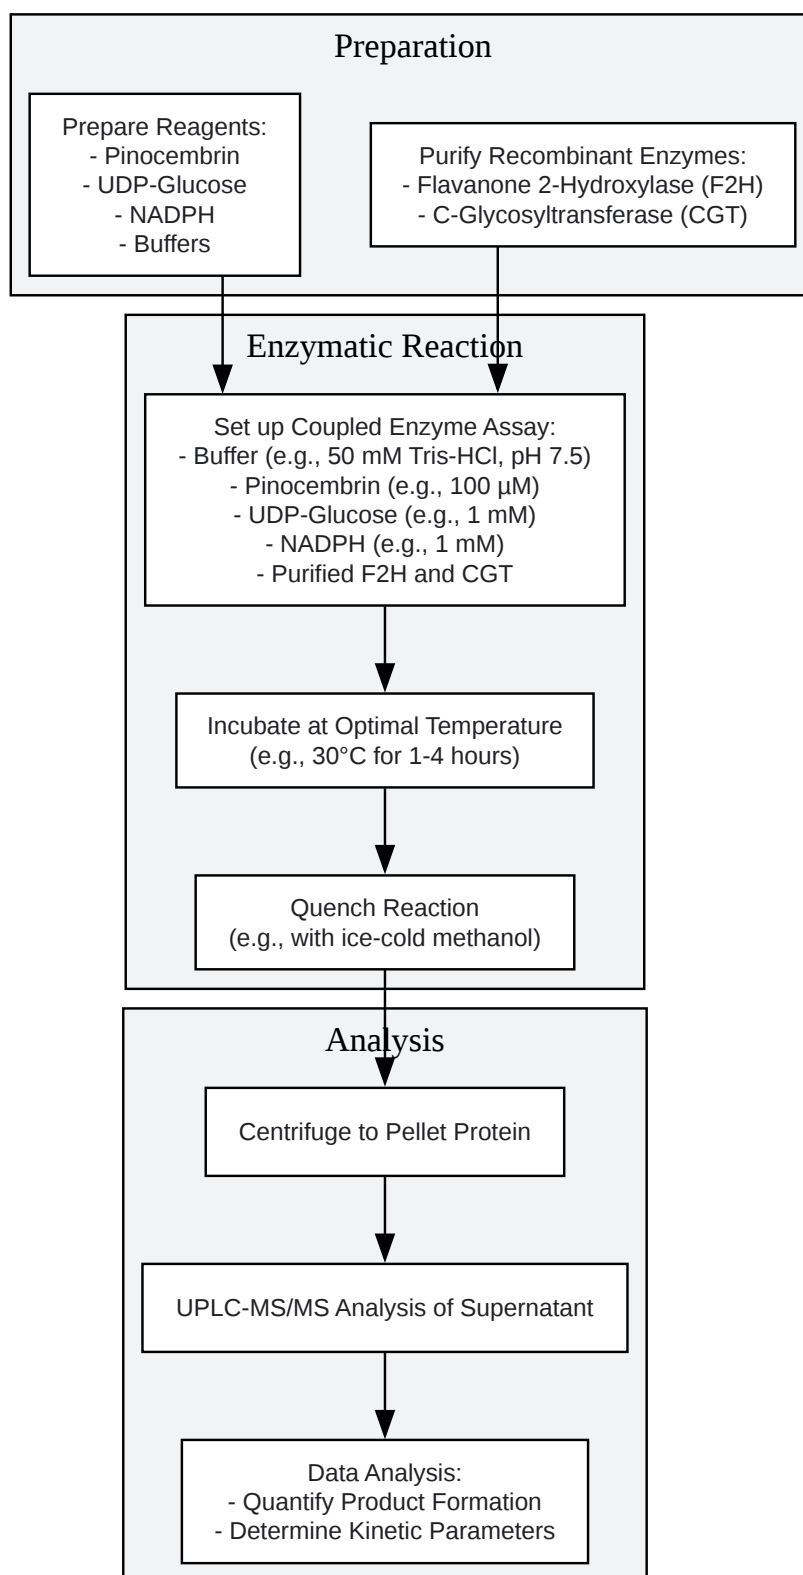 Preparation
Prepare Reagents:
- Pinocembrin
- UDP-Glucose
- NADPH
- Buffers
Purify Recombinant Enzymes:
- Flavanone 2-Hydroxylase (F2H)
- C-Glycosyltransferase (CGT)
Enzymatic Reaction
Set up Coupled Enzyme Assay:
- Buffer (e.g., 50 mM Tris-HCl, pH 7.5)
- Pinocembrin (e.g., 100 µM)
- UDP-Glucose (e.g., 1 mM)
- NADPH (e.g., 1 mM)
- Purified F2H and CGT
Incubate at Optimal Temperature
(e.g., 30°C for 1-4 hours)
Quench Reaction
(e.g., with ice-cold methanol)
Analysis
Centrifuge to Pellet Protein
UPLC-MS/MS Analysis of Supernatant
Data Analysis:
- Quantify Product Formation
- Determine Kinetic Parameters